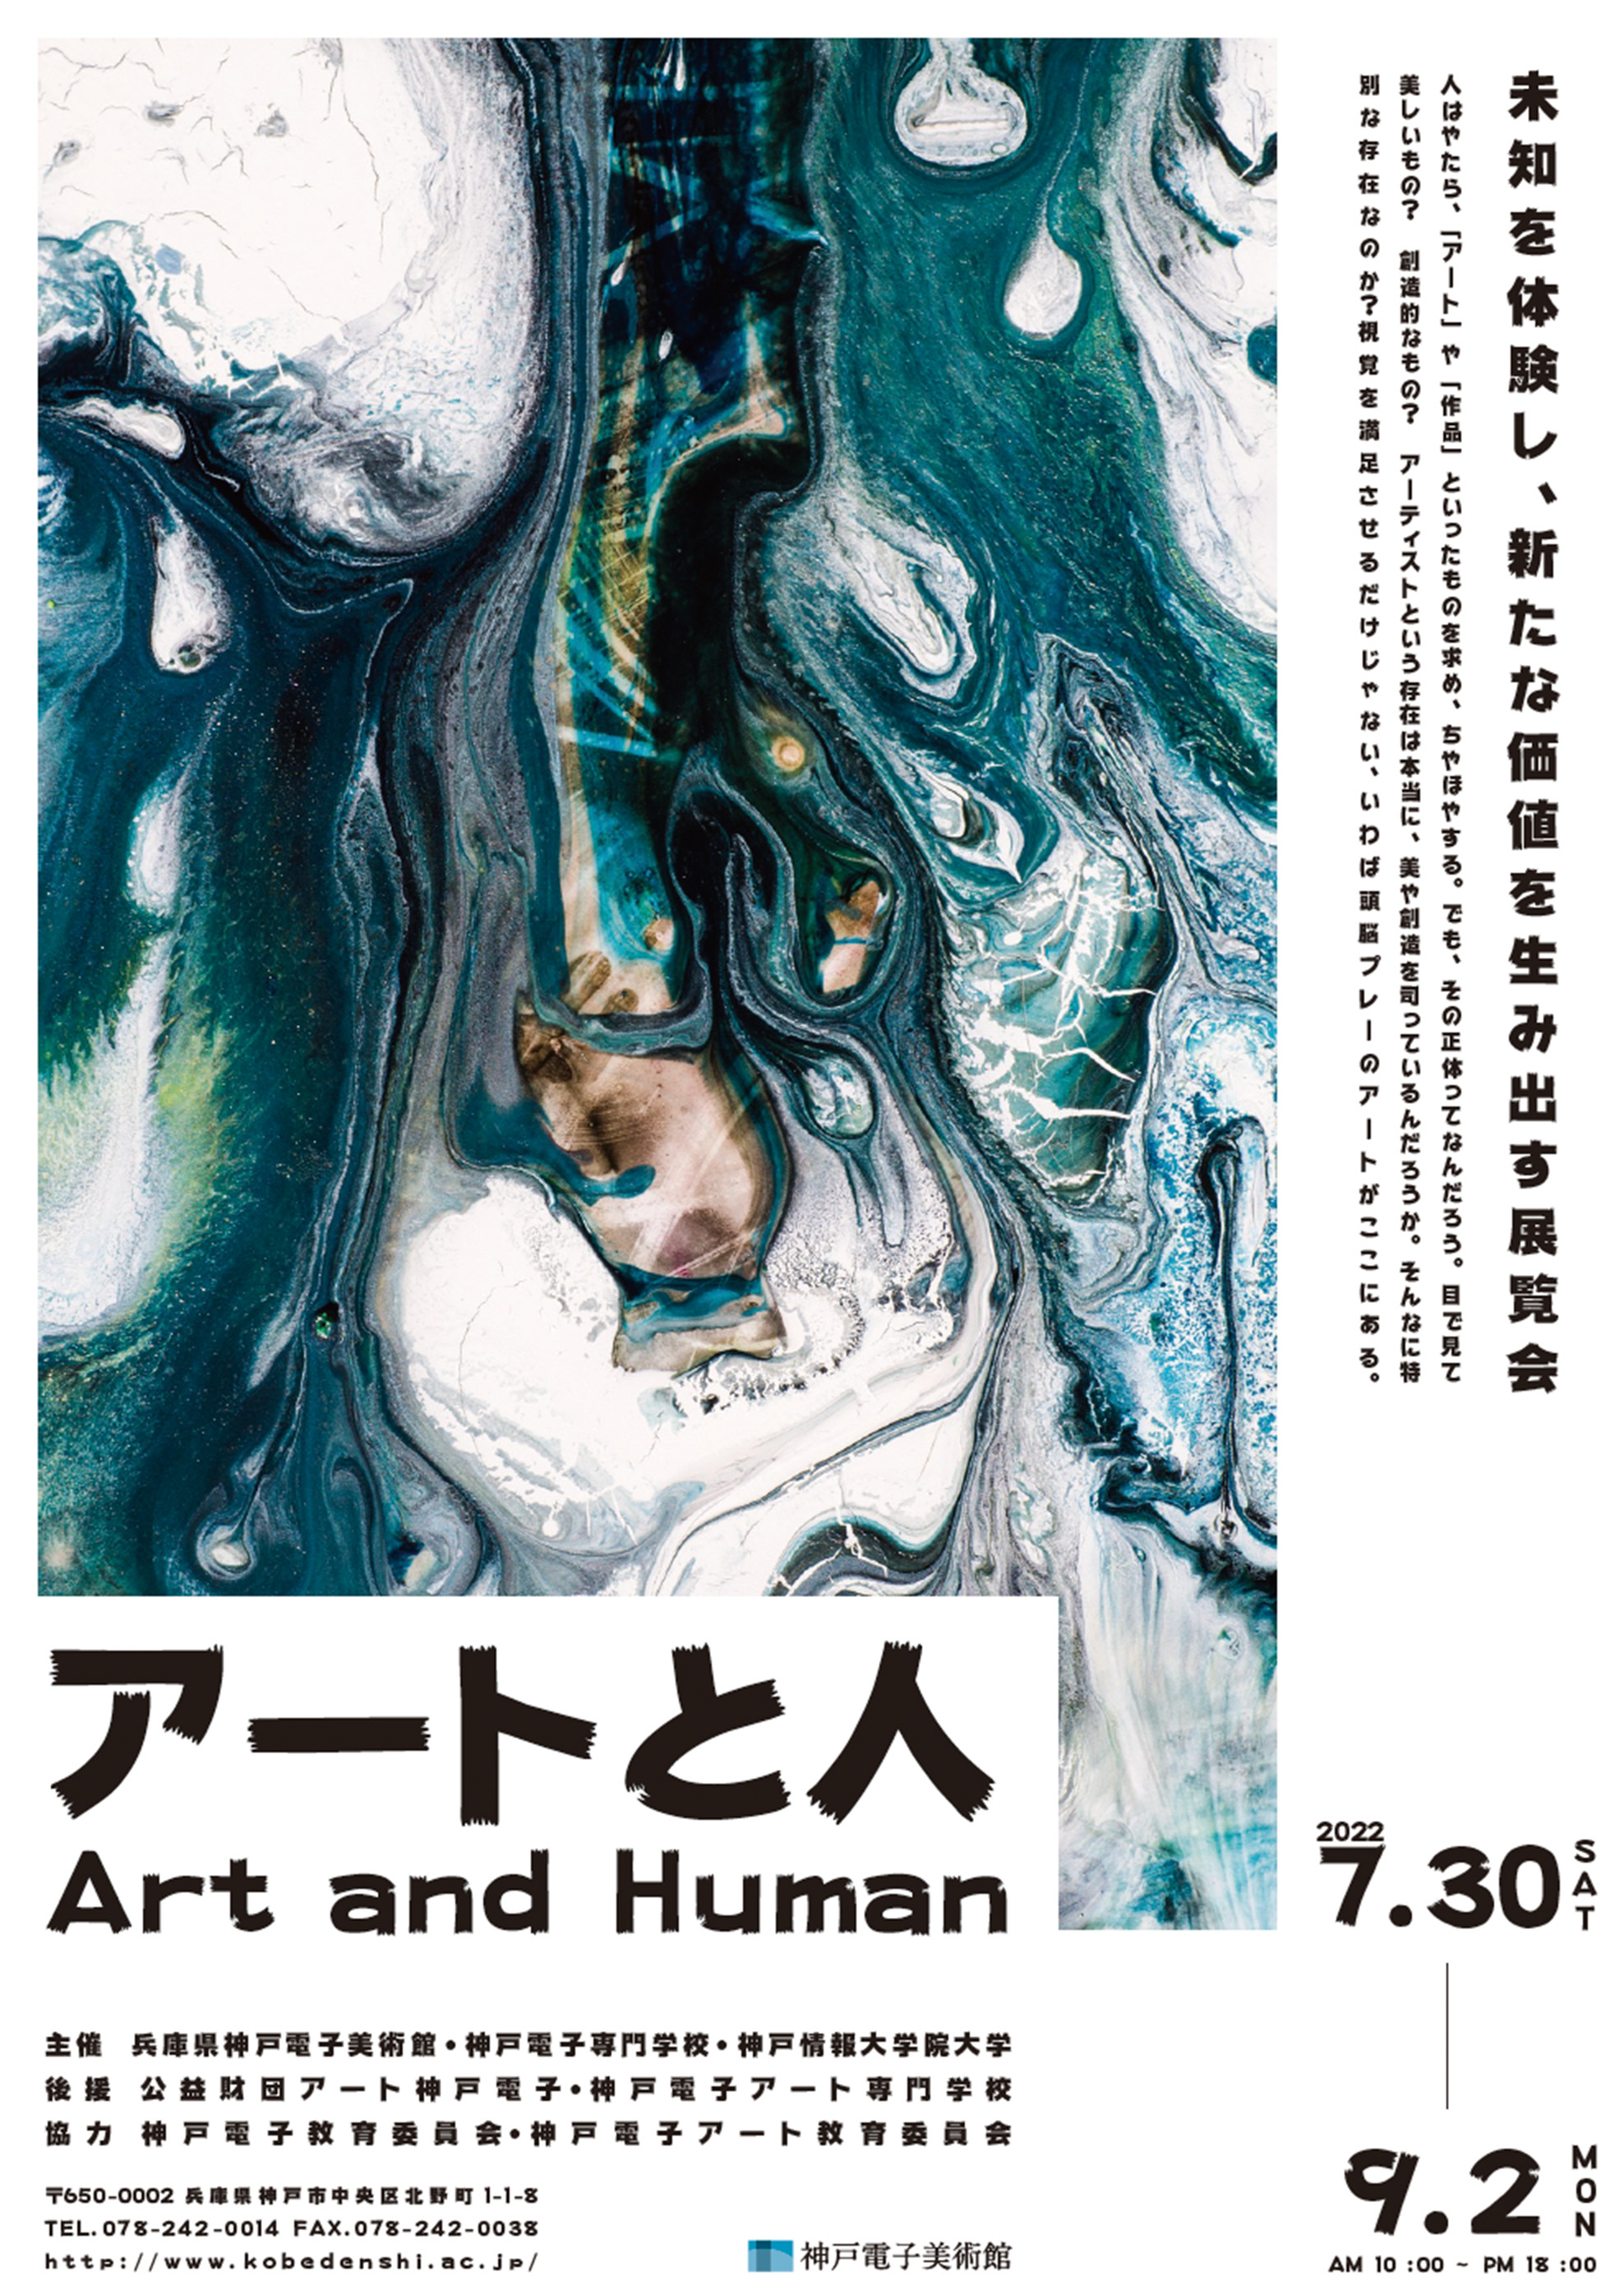 未知を体験し、新たな価値を生み出す展覧会
人はやたら、「アート」や「作品」といったものを求め、ちやほやする。でも、その正体ってなんだろう。目で見て
美しいもの？　創造的なもの？　アーティストという存在は本当に、美や創造を司っているんだろうか。そんなに特
別な存在なのか？視覚を満足させるだけじゃない、いわば頭脳プレーのアートがここにある。
アートと人
Art and Human
2022
7.30 SAT
9.2 MON
AM 10 :00 ~ PM 18 :00
主催　兵庫県神戸電子美術館・神戸電子専門学校・神戸情報大学院大学
後援　公益財団アート神戸電子・神戸電子アート専門学校
協力　神戸電子教育委員会・神戸電子アート教育委員会
〒650-0002 兵庫県神戸市中央区北野町 1-1-8
TEL.078-242-0014 FAX.078-242-0038
http://www.kobedenshi.ac.jp/
神戸電子美術館